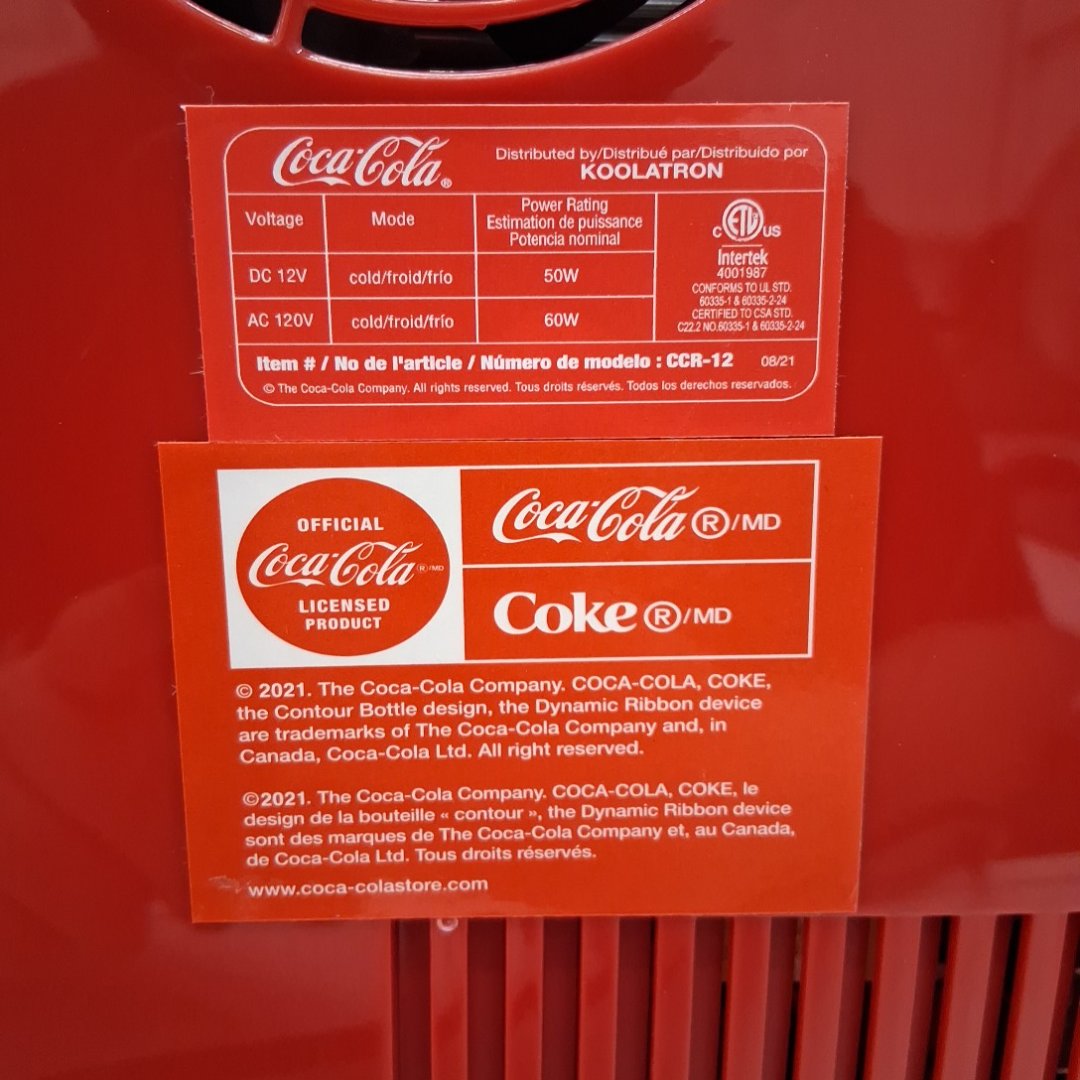 Coca-Cola®
Distributed by/Distribué par/Distribuido por
KOOLATRON
Voltage
Mode
Power Rating
Estimation de puissance
Potencia nominal
DC 12V
cold/froid/frío
50W
AC 120V
cold/froid/frío
60W
c ETL us
Intertek
4001987
CONFORMS TO UL STD.
60335-1 & 60335-2-24
CERTIFIED TO CSA STD.
C22.2 NO.60335-1 & 60335-2-24
Item # / No de l'article / Número de modelo : CCR-12 08/21
© The Coca-Cola Company. All rights reserved. Tous droits réservés. Todos los derechos reservados.
OFFICIAL
Coca-Cola ®/MD
LICENSED
PRODUCT
Coca-Cola ®/MD
Coke ®/MD
© 2021. The Coca-Cola Company. COCA-COLA, COKE,
the Contour Bottle design, the Dynamic Ribbon device
are trademarks of The Coca-Cola Company and, in
Canada, Coca-Cola Ltd. All right reserved.
©2021. The Coca-Cola Company. COCA-COLA, COKE, le
design de la bouteille « contour », the Dynamic Ribbon device
sont des marques de The Coca-Cola Company et, au Canada,
de Coca-Cola Ltd. Tous droits réservés.
www.coca-colastore.com